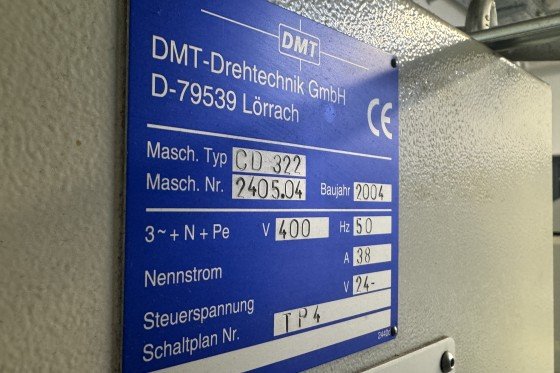 DMT
DMT-Drehtechnik GmbH
D-79539 Lörrach
CE
Masch. Typ CD 322
Masch. Nr. 2405.04 Baujahr 2004
3~ + N + Pe V 400 Hz 50
Nennstrom A 38
Steuerspannung V 24-
Schaltplan Nr. TP4